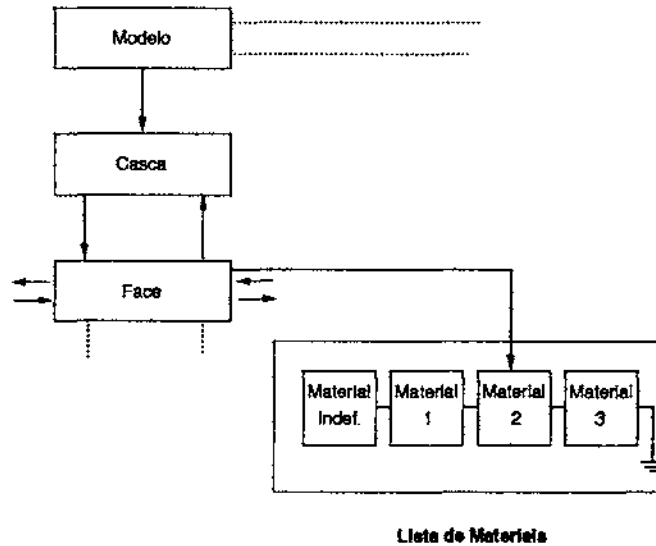 Modelo
Casca
Face
Material
Indef.
Material
1
Material
2
Material
3
Lista de Materiais